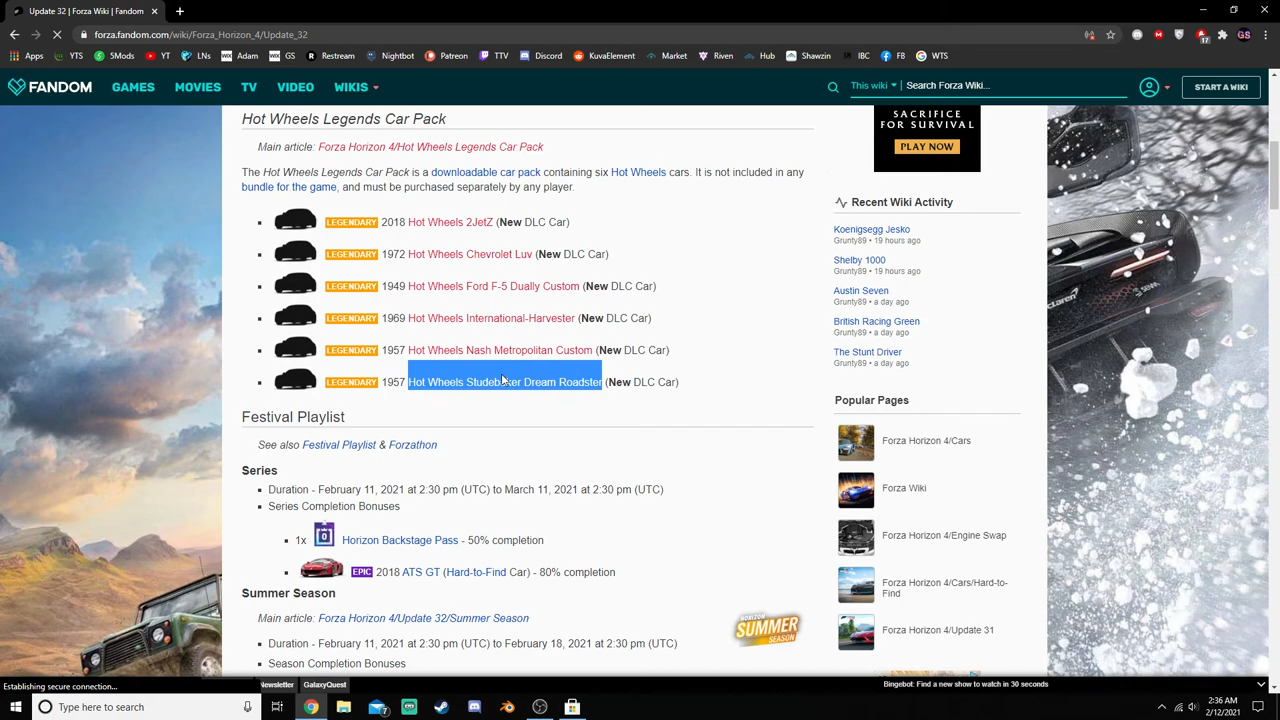 Update 32
forza.fandom.com/wiki/Forza_Horizon_4/Update_32
GS
Apps YTS 5Mods YT LNs Adam GS Restream Nightbot Patreon TTV Discord KuvaElement Market Riven Hub Shawzin IBC FB WTS
FANDOM GAMES MOVIES TV VIDEO WIKIS This wiki Search Forza Wiki... START A WIKI
Hot Wheels Legends Car Pack
Main article: Forza Horizon 4/Hot Wheels Legends Car Pack
The Hot Wheels Legends Car Pack is a downloadable car pack containing six Hot Wheels cars. It is not included in any
bundle for the game, and must be purchased separately by any player.
LEGENDARY 2018 Hot Wheels 2JetZ (New DLC Car)
LEGENDARY 1972 Hot Wheels Chevrolet Luv (New DLC Car)
LEGENDARY 1949 Hot Wheels Ford F-5 Dually Custom (New DLC Car)
LEGENDARY 1969 Hot Wheels International-Harvester (New DLC Car)
LEGENDARY 1957 Hot Wheels Nash Metropolitan Custom (New DLC Car)
LEGENDARY 1957 Hot Wheels Studebaker Dream Roadster (New DLC Car)
Festival Playlist
See also Festival Playlist & Forzathon
Series
Duration - February 11, 2021 at 2:30 pm (UTC) to March 11, 2021 at 2:30 pm (UTC)
Series Completion Bonuses
1x Horizon Backstage Pass - 50% completion
EPIC 2018 ATS GT (Hard-to-Find Car) - 80% completion
Summer Season
Main article: Forza Horizon 4/Update 32/Summer Season
HORIZON
SUMMER
SEASON
Duration - February 11, 2021 at 2:30 pm (UTC) to February 18, 2021 at 2:30 pm (UTC)
Season Completion Bonuses
SACRIFICE
FOR SURVIVAL
PLAY NOW
Recent Wiki Activity
Koenigsegg Jesko
Grunty89 • 19 hours ago
Shelby 1000
Grunty89 • 19 hours ago
Austin Seven
Grunty89 • a day ago
British Racing Green
Grunty89 • a day ago
The Stunt Driver
Grunty89 • a day ago
Popular Pages
Forza Horizon 4/Cars
Forza Wiki
Forza Horizon 4/Engine Swap
Forza Horizon 4/Cars/Hard-to-
Find
Forza Horizon 4/Update 31
McLaren
Establishing secure connection...
Newsletter GalaxyQuest Bingebot: Find a new show to watch in 30 seconds
Type here to search
2:36 AM
2/12/2021